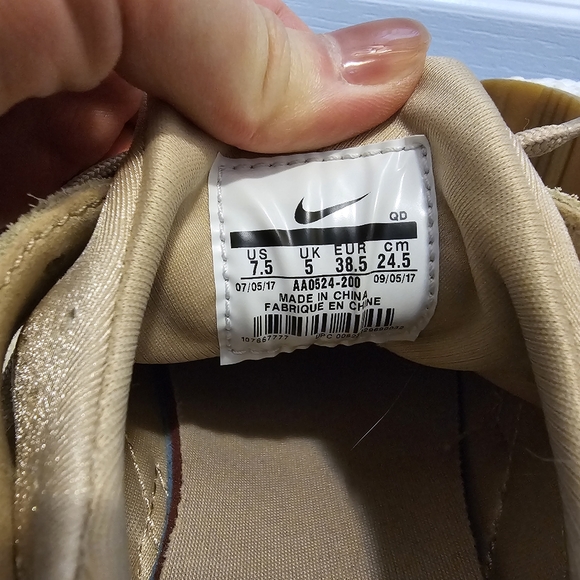 QD
US UK EUR cm
7.5 5 38.5 24.5
07/05/17 AA0524-200 09/05/17
MADE IN CHINA
FABRIQUE EN CHINE
UPC